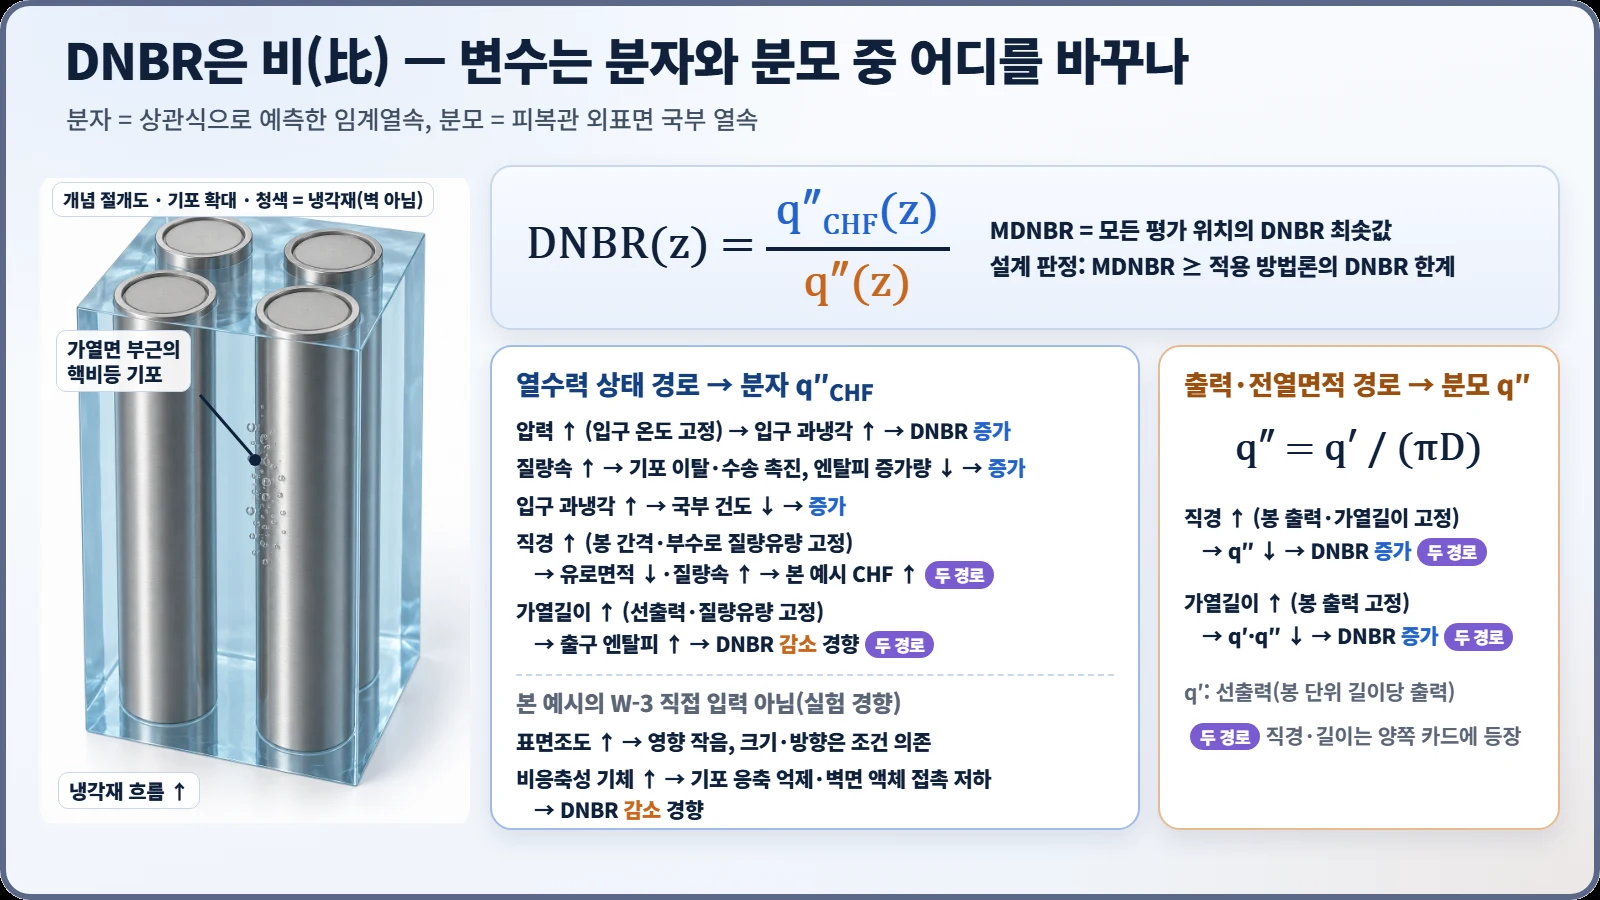 DNBR은 비(比) — 변수는 분자와 분모 중 어디를 바꾸나
분자 = 상관식으로 예측한 임계열속, 분모 = 피복관 외표면 국부 열속
개념 절개도 · 기포 확대 · 청색 = 냉각재(벽 아님)
가열면 부근의
핵비등 기포
냉각재 흐름 ↑
DNBR(z) = q″CHF(z) / q″(z)
MDNBR = 모든 평가 위치의 DNBR 최솟값
설계 판정: MDNBR ≥ 적용 방법론의 DNBR 한계
열수력 상태 경로 → 분자 q″CHF
압력 ↑ (입구 온도 고정) → 입구 과냉각 ↑ → DNBR 증가
질량속 ↑ → 기포 이탈·수송 촉진, 엔탈피 증가량 ↓ → 증가
입구 과냉각 ↑ → 국부 건도 ↓ → 증가
직경 ↑ (봉 간격·부수로 질량유량 고정)
→ 유로면적 ↓·질량속 ↑ → 본 예시 CHF ↑ 두 경로
가열길이 ↑ (선출력·질량유량 고정)
→ 출구 엔탈피 ↑ → DNBR 감소 경향 두 경로
본 예시의 W-3 직접 입력 아님(실험 경향)
표면조도 ↑ → 영향 작음, 크기·방향은 조건 의존
비응축성 기체 ↑ → 기포 응축 억제·벽면 액체 접촉 저하
→ DNBR 감소 경향
출력·전열면적 경로 → 분모 q″
q″ = q′ / (πD)
직경 ↑ (봉 출력·가열길이 고정)
→ q″ ↓ → DNBR 증가 두 경로
가열길이 ↑ (봉 출력 고정)
→ q′·q″ ↓ → DNBR 증가 두 경로
q′: 선출력(봉 단위 길이당 출력)
두 경로 직경·길이는 양쪽 카드에 등장